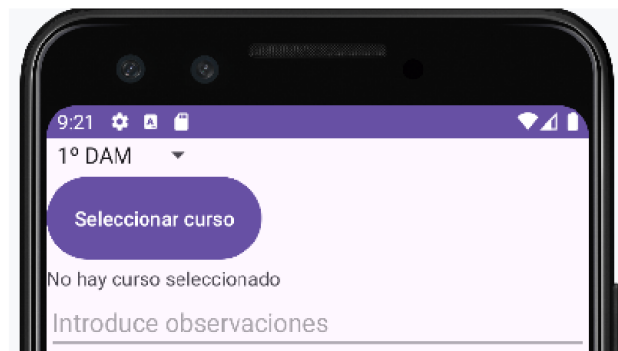 9:21
1º DAM
Seleccionar curso
No hay curso seleccionado
Introduce observaciones